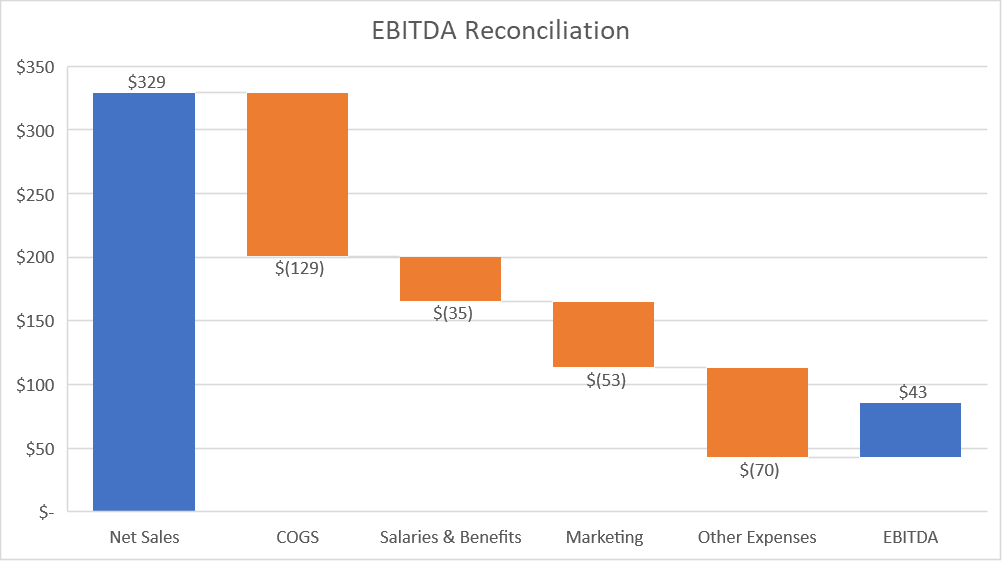 EBITDA Reconciliation
$350
$300
$250
$200
$150
$100
$50
$-
$329
$(129)
$(35)
$(53)
$(70)
$43
Net Sales
COGS
Salaries & Benefits
Marketing
Other Expenses
EBITDA